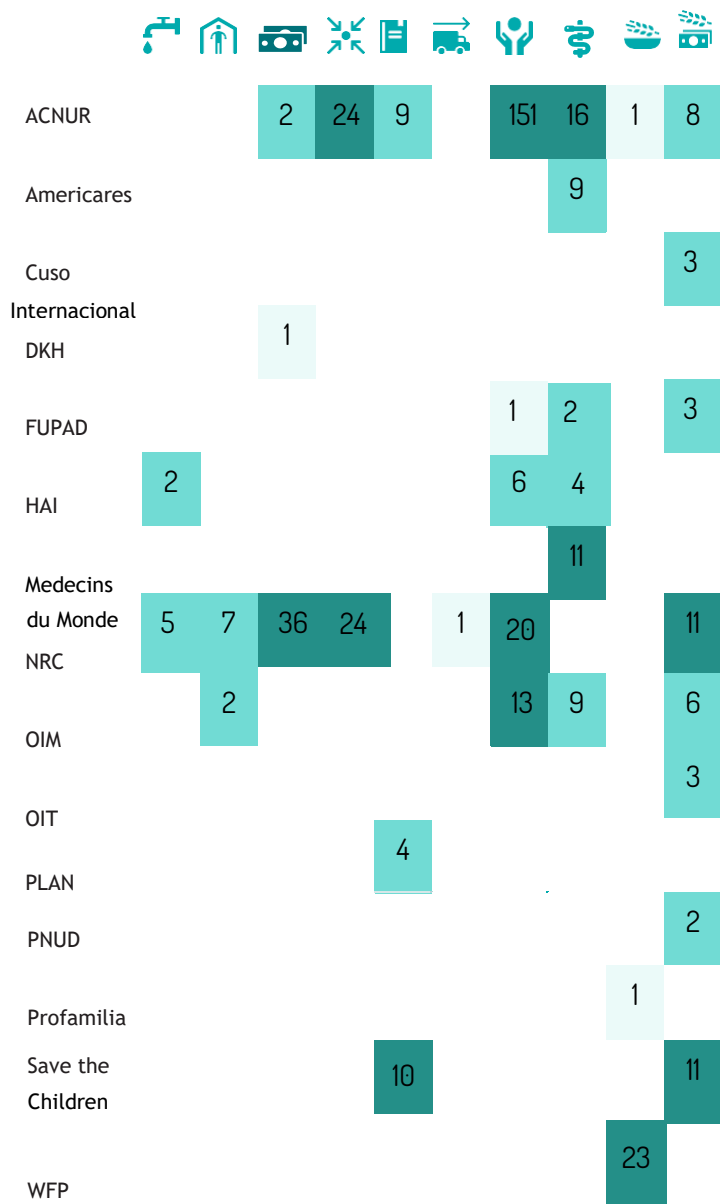 ACNUR 2 24 9 151 16 1 8
Americares 9
Cuso 3
Internacional
DKH 1
FUPAD 1 2 3
HAI 2 6 4
Medecins 11
du Monde 5 7 36 24 1 20 11
NRC
OIM 2 13 9 6
OIT 3
PLAN 4
PNUD 2
Profamilia 1
Save the 10 11
Children
WFP 23